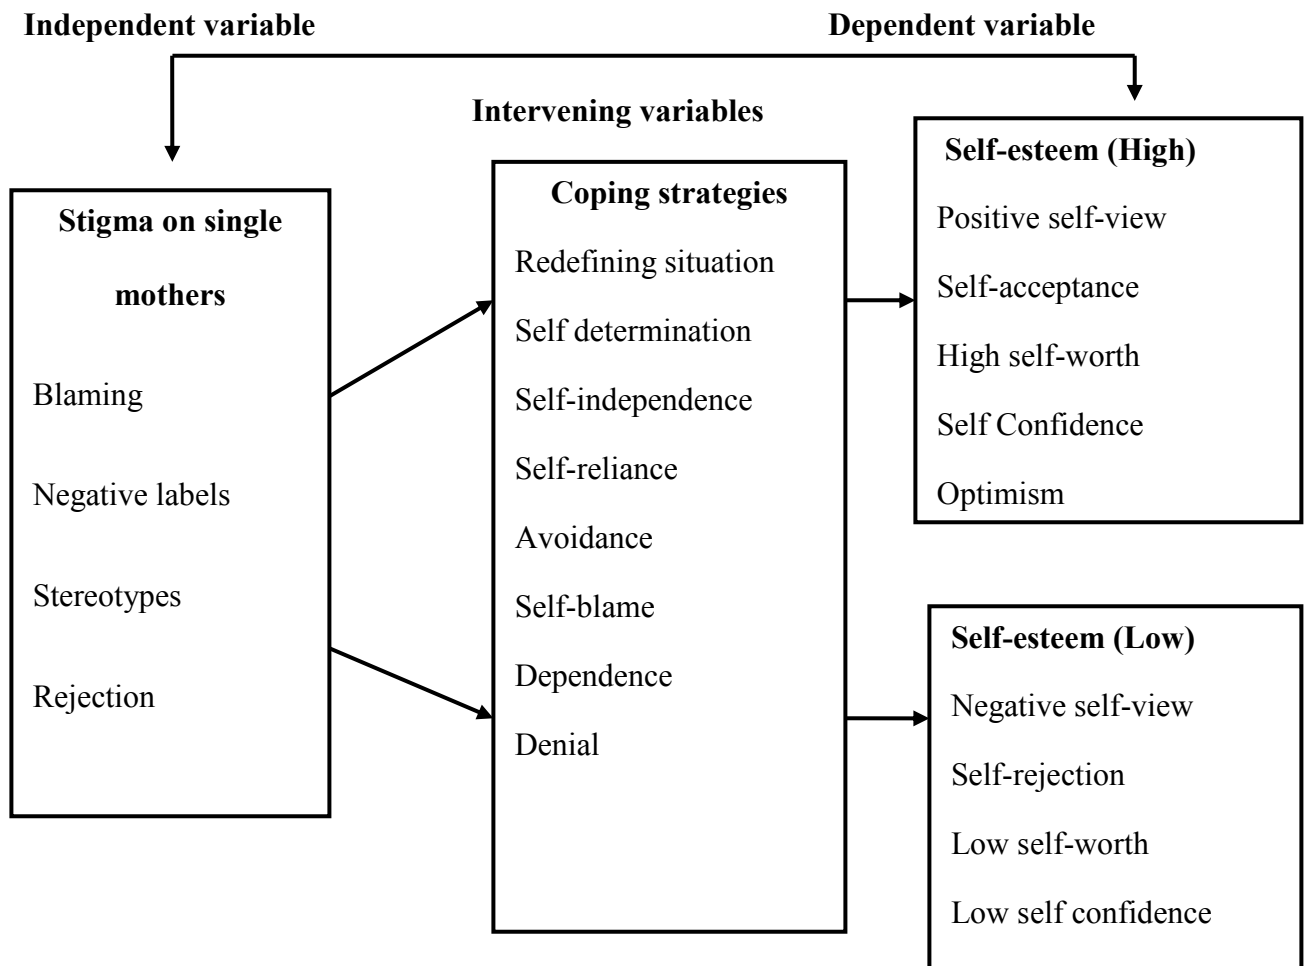 Independent variable
Dependent variable
Intervening variables
Stigma on single
mothers
Blaming
Negative labels
Stereotypes
Rejection
Coping strategies
Redefining situation
Self determination
Self-independence
Self-reliance
Avoidance
Self-blame
Dependence
Denial
Self-esteem (High)
Positive self-view
Self-acceptance
High self-worth
Self Confidence
Optimism
Self-esteem (Low)
Negative self-view
Self-rejection
Low self-worth
Low self confidence